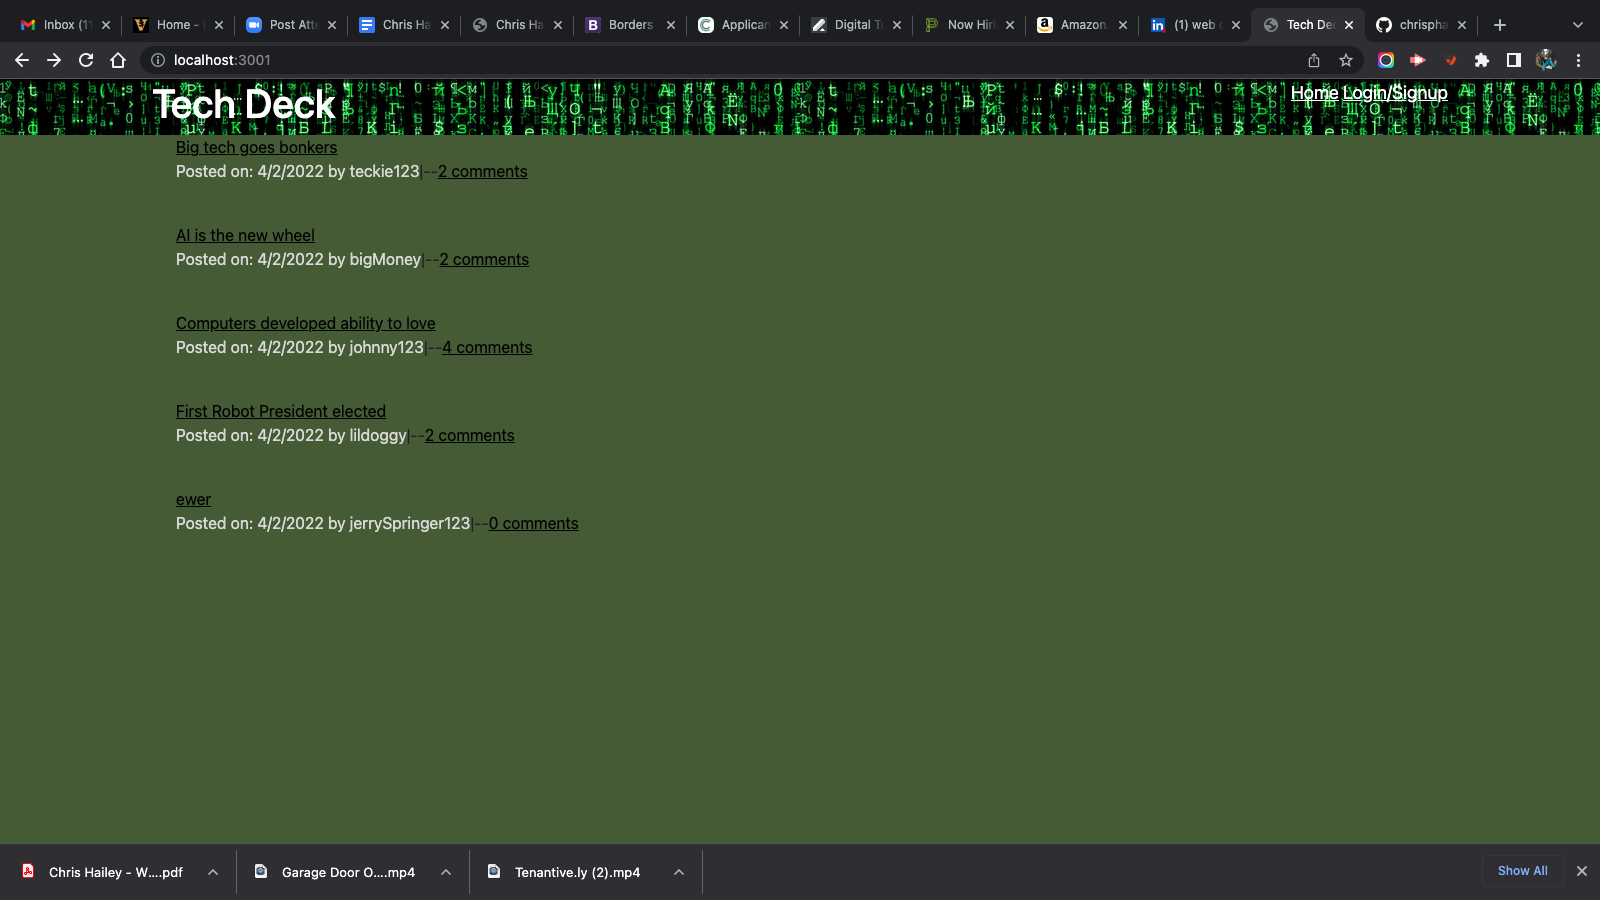 Inbox (11
Home -
Post Atte
Chris Ha
Chris Ha
Borders
Applican
Digital T
Now Hiri
Amazon
(1) web
Tech Dec
chrispha
localhost:3001
Tech Deck
Home Login/Signup
Big tech goes bonkers
Posted on: 4/2/2022 by teckie123|--2 comments
AI is the new wheel
Posted on: 4/2/2022 by bigMoney|--2 comments
Computers developed ability to love
Posted on: 4/2/2022 by johnny123|--4 comments
First Robot President elected
Posted on: 4/2/2022 by lildoggy|--2 comments
ewer
Posted on: 4/2/2022 by jerrySpringer123|--0 comments
Chris Hailey - W....pdf
Garage Door O....mp4
Tenantive.ly (2).mp4
Show All